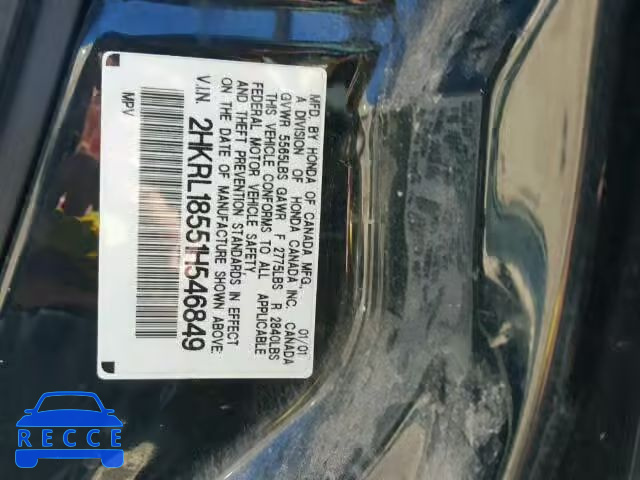 MFD. BY HONDA OF CANADA MFG. 01/01
A DIVISION OF HONDA CANADA INC. CANADA
GVWR 5565LBS GAWR F 2775LBS R 2840LBS
THIS VEHICLE CONFORMS TO ALL APPLICABLE
FEDERAL MOTOR VEHICLE SAFETY
AND THEFT PREVENTION STANDARDS IN EFFECT
ON THE DATE OF MANUFACTURE SHOWN ABOVE.
V.I.N. 2HKRL18551H546849
MPV
RECCE